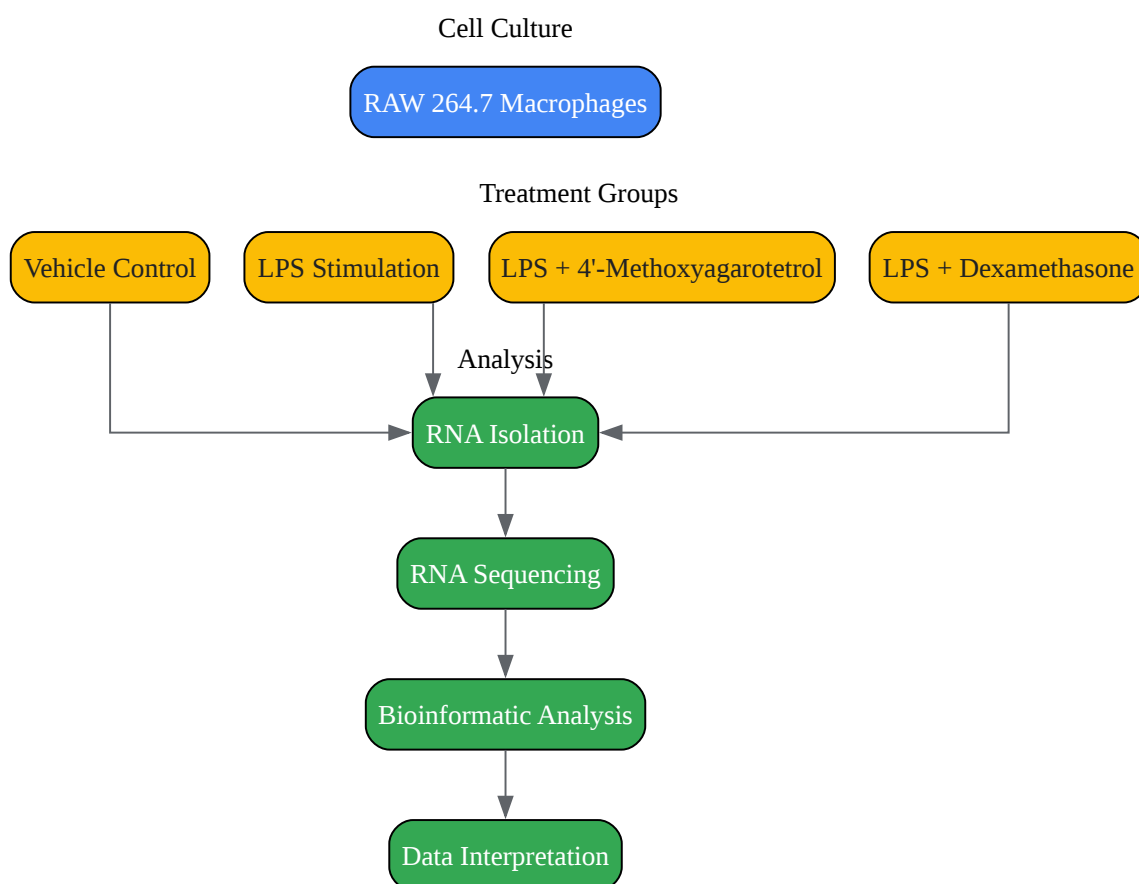 Cell Culture
RAW 264.7 Macrophages
Treatment Groups
Vehicle Control
LPS Stimulation
LPS + 4'-Methoxyagarotetrol
LPS + Dexamethasone
Analysis
RNA Isolation
RNA Sequencing
Bioinformatic Analysis
Data Interpretation